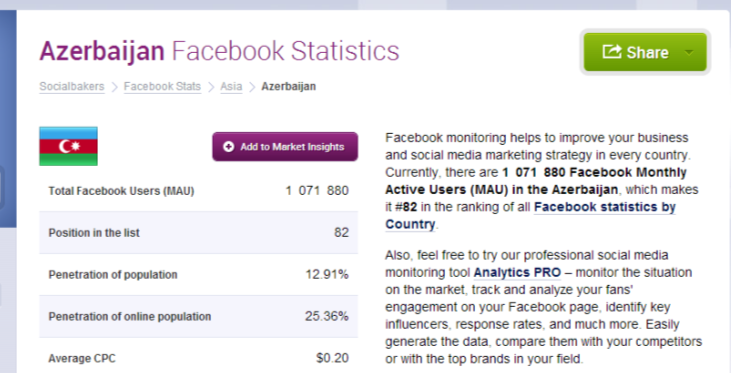 Azerbaijan Facebook Statistics
Share
Socialbakers > Facebook Stats > Asia > Azerbaijan
Add to Market Insights
Total Facebook Users (MAU) 1 071 880
Position in the list 82
Penetration of population 12.91%
Penetration of online population 25.36%
Average CPC $0.20
Facebook monitoring helps to improve your business
and social media marketing strategy in every country.
Currently, there are 1 071 880 Facebook Monthly
Active Users (MAU) in the Azerbaijan, which makes
it #82 in the ranking of all Facebook statistics by
Country.
Also, feel free to try our professional social media
monitoring tool Analytics PRO – monitor the situation
on the market, track and analyze your fans'
engagement on your Facebook page, identify key
influencers, response rates, and much more. Easily
generate the data, compare them with your competitors
or with the top brands in your field.